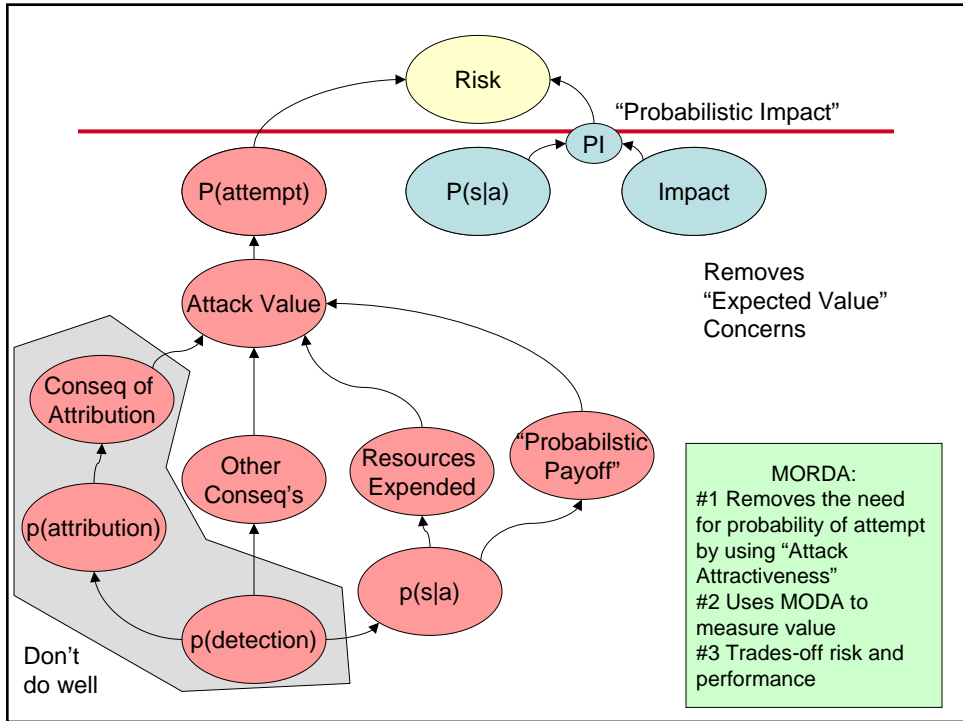 Risk
“Probabilistic Impact”
PI
P(attempt)
P(s|a)
Impact
Attack Value
Removes
“Expected Value”
Concerns
Conseq of
Attribution
Other
Conseq's
Resources
Expended
“Probabilstic
Payoff”
p(attribution)
p(s|a)
p(detection)
Don't
do well
MORDA:
#1 Removes the need
for probability of attempt
by using “Attack
Attractiveness”
#2 Uses MODA to
measure value
#3 Trades-off risk and
performance